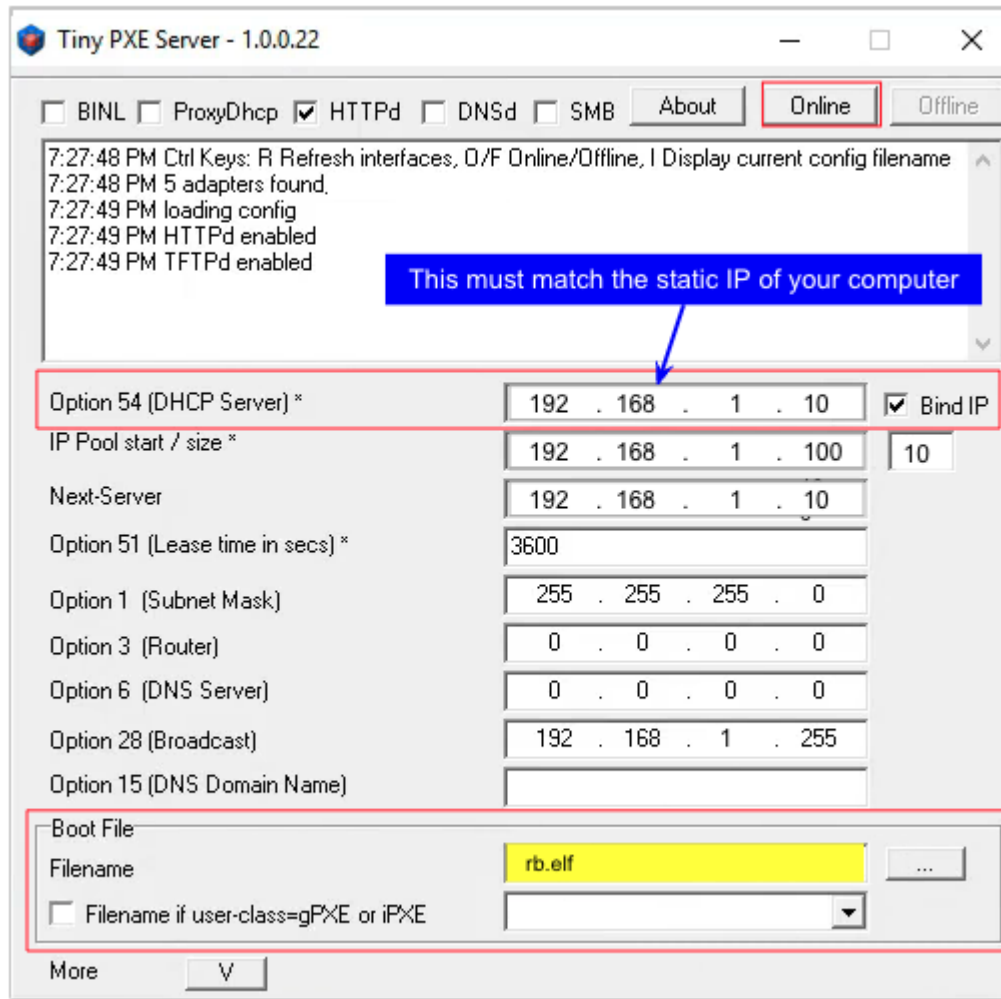 Tiny PXE Server - 1.0.0.22
BINL ProxyDhcp HTTPd DNSd SMB About Online Offline
7:27:48 PM Ctrl Keys: R Refresh interfaces, O/F Online/Offline, I Display current config filename
7:27:48 PM 5 adapters found,
7:27:49 PM loading config
7:27:49 PM HTTPd enabled
7:27:49 PM TFTPd enabled
This must match the static IP of your computer
Option 54 (DHCP Server) * 192 . 168 . 1 . 10 Bind IP
IP Pool start / size * 192 . 168 . 1 . 100 10
Next-Server 192 . 168 . 1 . 10
Option 51 (Lease time in secs) * 3600
Option 1 (Subnet Mask) 255 . 255 . 255 . 0
Option 3 (Router) 0 . 0 . 0 . 0
Option 6 (DNS Server) 0 . 0 . 0 . 0
Option 28 (Broadcast) 192 . 168 . 1 . 255
Option 15 (DNS Domain Name)
Boot File
Filename rb.elf ...
Filename if user-class=gPXE or iPXE
More V